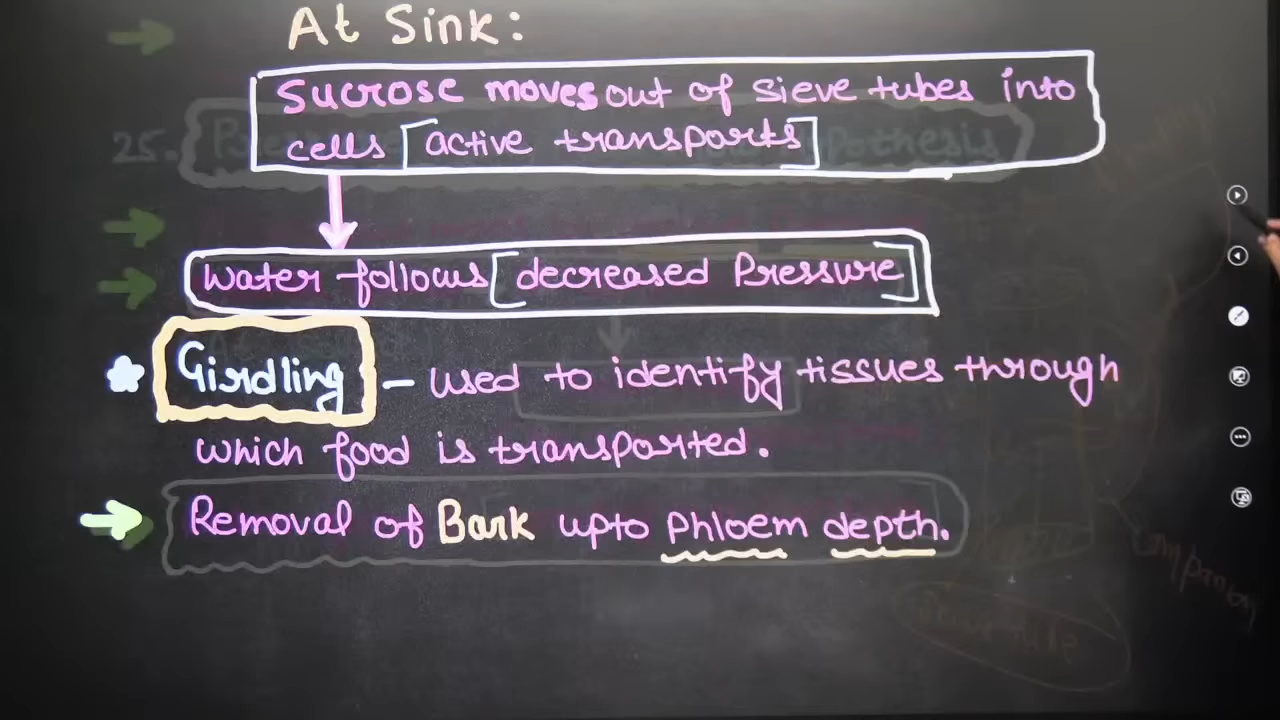 At Sink:
Sucrose moves out of sieve tubes into
cells [active transports]
Water follows [decreased Pressure]
Girdling – used to identify tissues through
which food is transported.
Removal of Bark upto Phloem depth.
25.